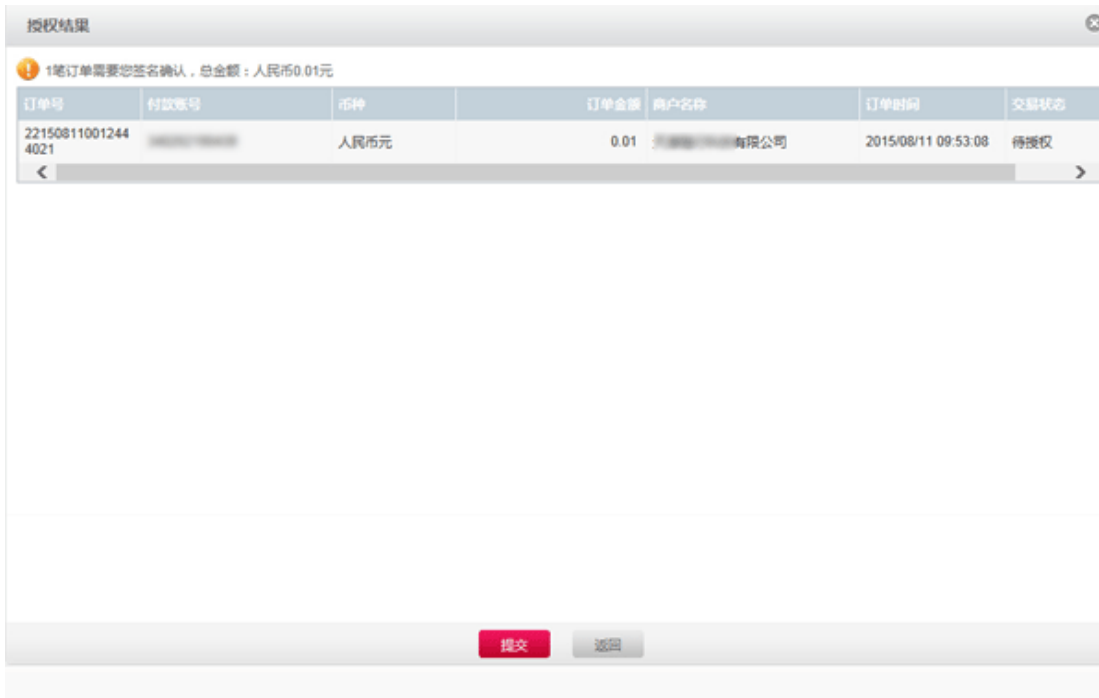 授权结果
1笔订单需要您签名确认，总金额：人民币0.01元
订单号 付款账号 币种 订单金额 商户名称 订单时间 交易状态
22150811001244 人民币元 0.01 有限公司 2015/08/11 09:53:08 待授权
4021
提交 返回